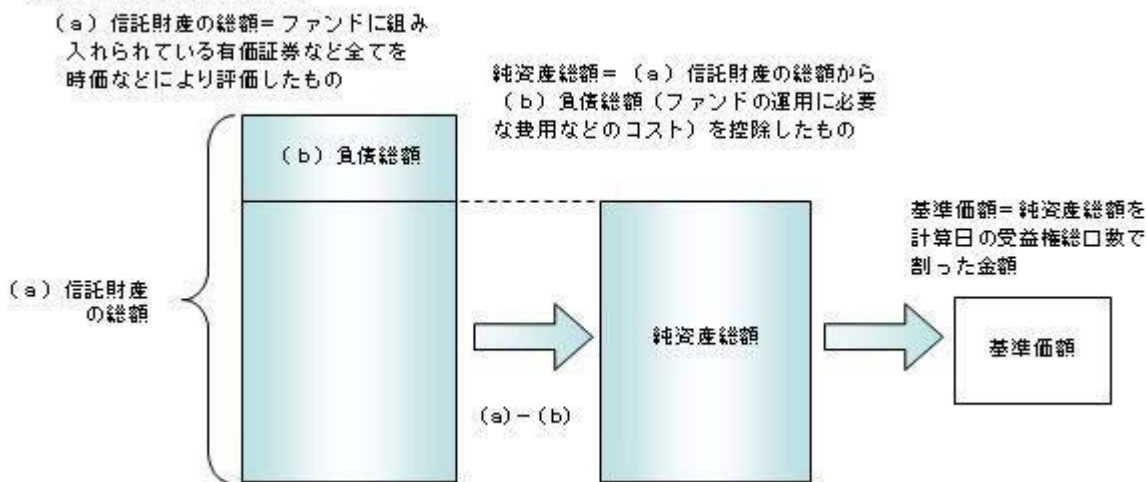 （a）信託財産の総額＝ファンドに組み
入れられている有価証券など全てを
時価などにより評価したもの
純資産総額＝（a）信託財産の総額から
（b）負債総額（ファンドの運用に必要
な費用などのコスト）を控除したもの
（b）負債総額
基準価額＝純資産総額を
計算日の受益権総口数で
割った金額
（a）信託財産
の総額
純資産総額
基準価額
(a)－(b)